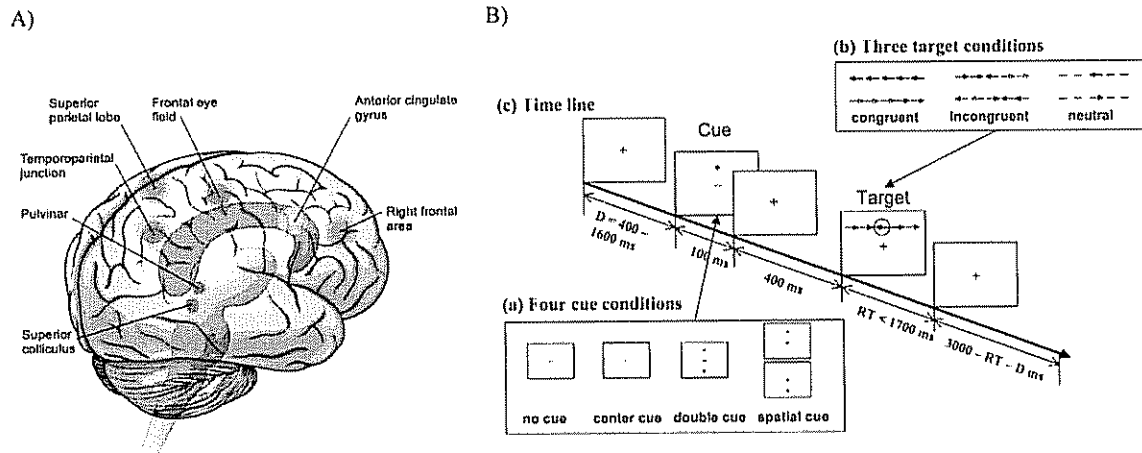 A)
B)
Superior
parietal lobe
Frontal eye
field
Anterior cingulate
gyrus
Temporoparietal
junction
Pulvinar
Right frontal
area
Superior
colliculus
(b) Three target conditions
congruent incongruent neutral
(c) Time line
Cue
Target
D = 400 –
1600 ms
100 ms
400 ms
RT < 1700 ms
3000 – RT – D ms
(a) Four cue conditions
no cue center cue double cue spatial cue